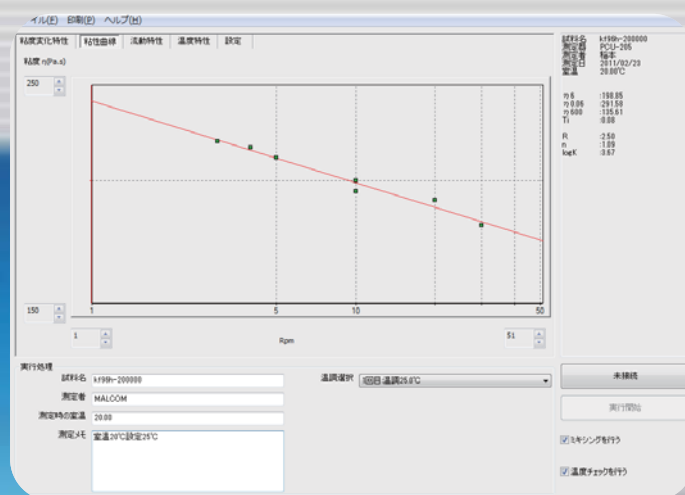 イル(F) 印刷(P) ヘルプ(H)
粘度変化特性 粘性曲線 流動特性 温度特性 設定
粘度 η(Pa.s)
250
150
1 5 10 50
1 Rpm 51
試料名 kf96h-200000
測定器 PCU-205
測定者 稲本
測定日 2011/02/23
室温 20.00℃
η6 :198.85
η0.06 :291.58
η600 :135.61
Ti :0.08
R :2.50
n :1.09
logK :3.67
実行処理
試料名 kf96h-200000
測定者 MALCOM
測定時の室温 20.00
測定メモ 室温20℃設定25℃
温調選択 1回目:温調25.0℃
未接続
実行開始
ミキシングを行う
温度チェックを行う